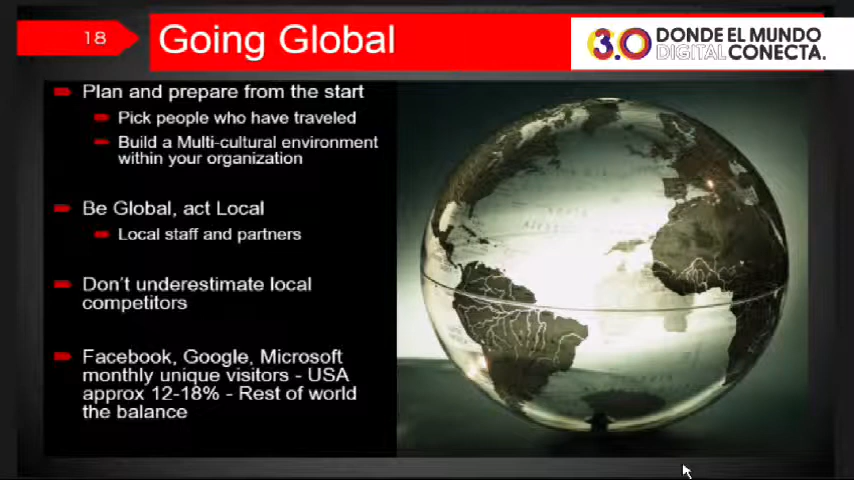 18
Going Global
3.0 DONDE EL MUNDO
DIGITAL CONECTA.
Plan and prepare from the start
Pick people who have traveled
Build a Multi-cultural environment
within your organization
Be Global, act Local
Local staff and partners
Don't underestimate local
competitors
Facebook, Google, Microsoft
monthly unique visitors - USA
approx 12-18% - Rest of world
the balance